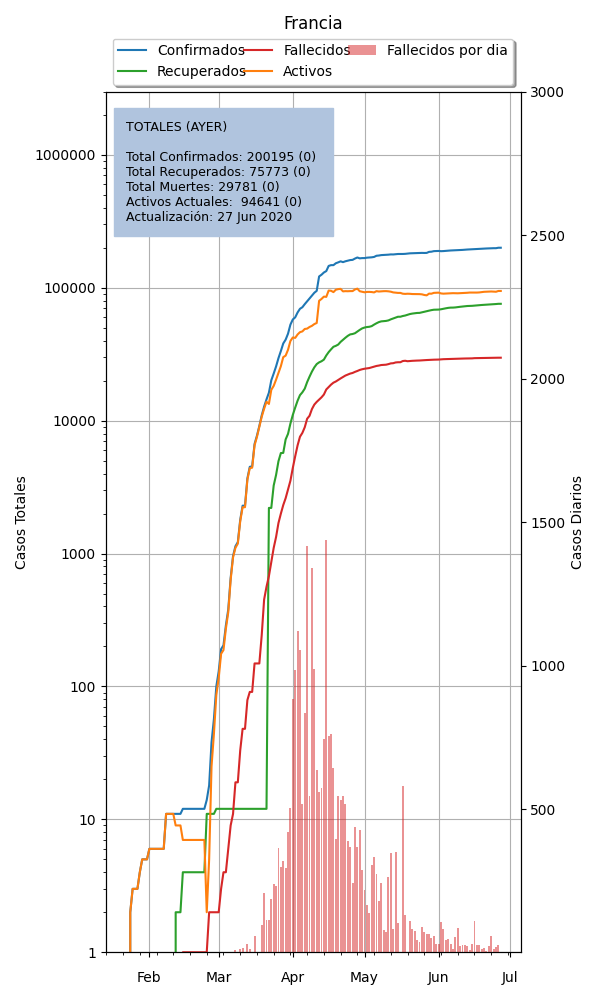 Francia
Confirmados
Recuperados
Fallecidos
Activos
Fallecidos por dia
TOTALES (AYER)
Total Confirmados: 200195 (0)
Total Recuperados: 75773 (0)
Total Muertes: 29781 (0)
Activos Actuales: 94641 (0)
Actualización: 27 Jun 2020
Casos Totales
1000000
100000
10000
1000
100
10
1
Casos Diarios
3000
2500
2000
1500
1000
500
Feb
Mar
Apr
May
Jun
Jul